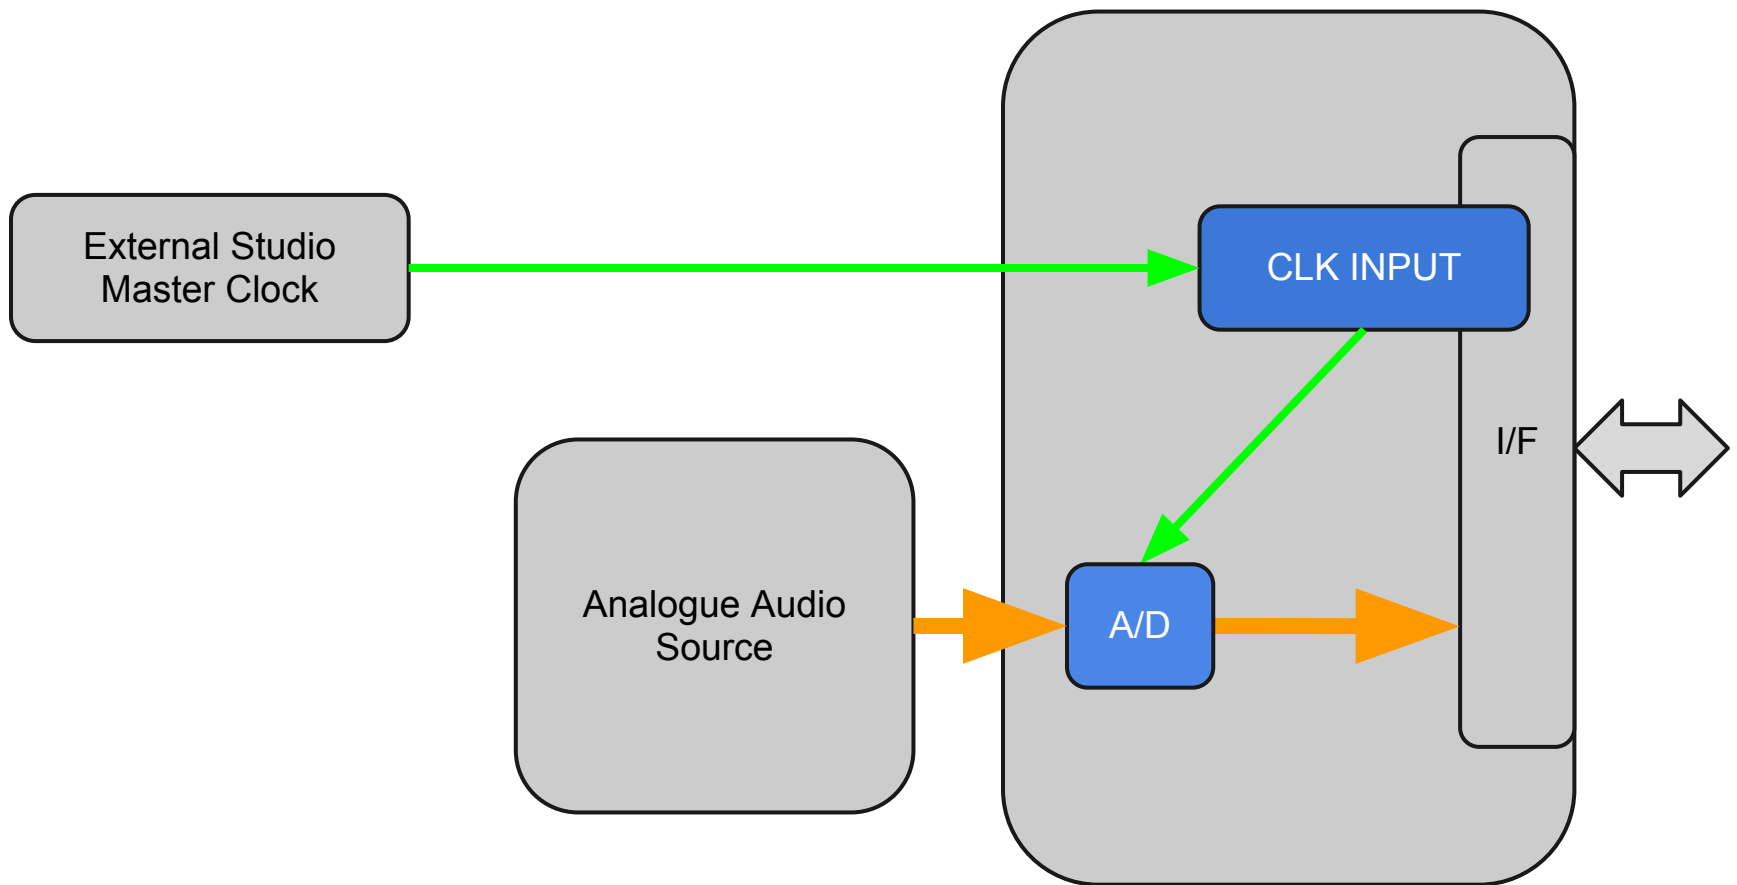 External Studio
Master Clock
CLK INPUT
I/F
Analogue Audio
Source
A/D